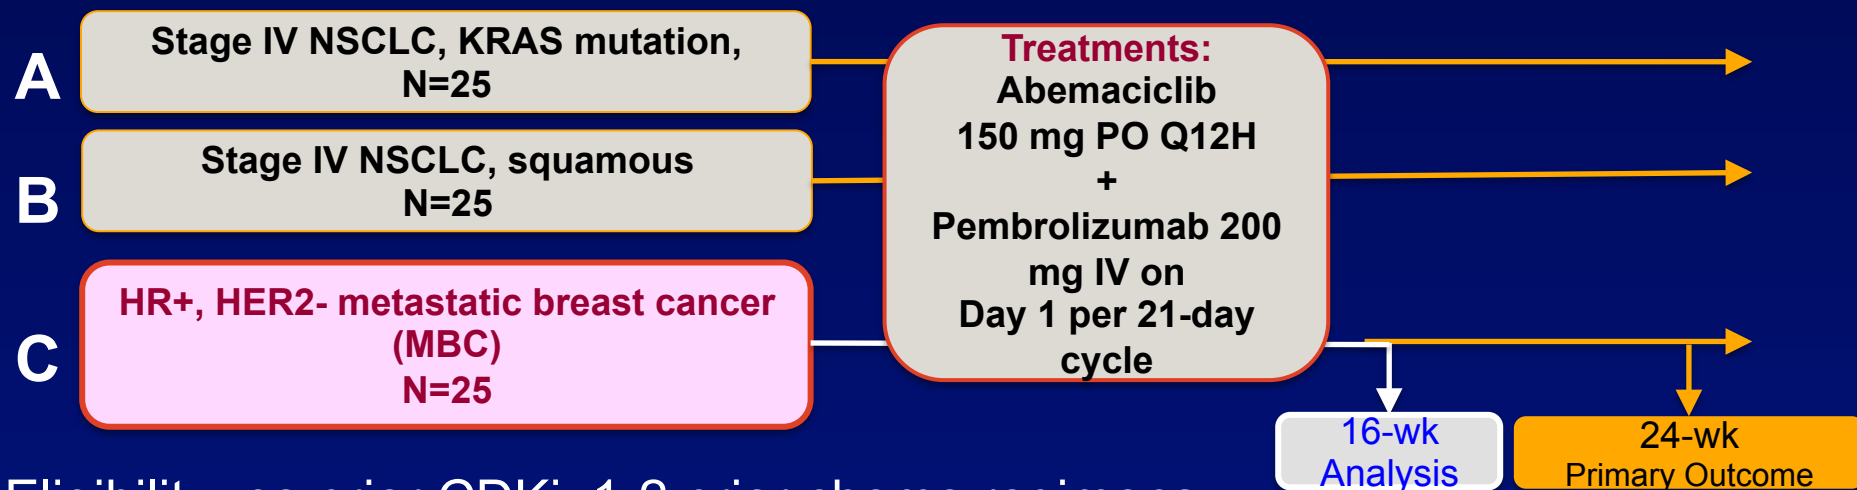 A
Stage IV NSCLC, KRAS mutation,
N=25
B
Stage IV NSCLC, squamous
N=25
C
HR+, HER2- metastatic breast cancer
(MBC)
N=25
Treatments:
Abemaciclib
150 mg PO Q12H
+
Pembrolizumab 200
mg IV on
Day 1 per 21-day
cycle
16-wk
Analysis
24-wk
Primary Outcome